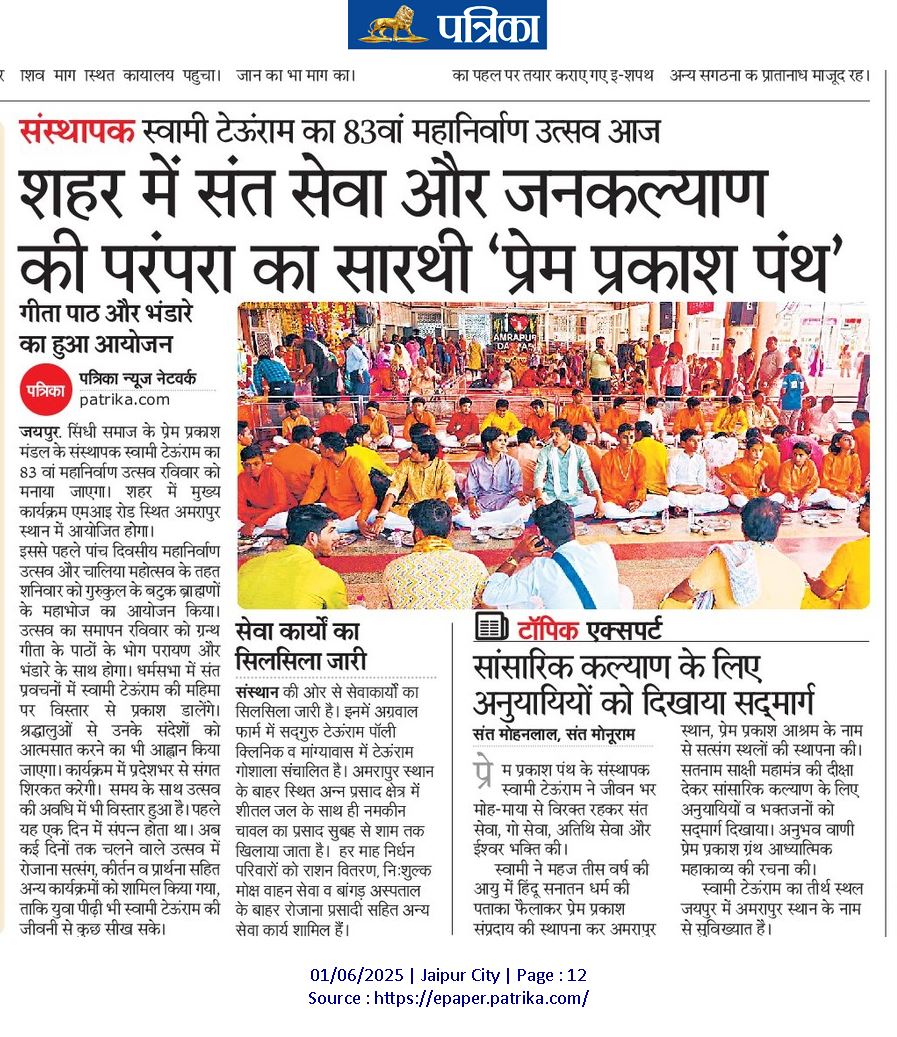 पत्रिका
शिव मार्ग स्थित कार्यालय पहुंचा।
जाने की भी मांग की।
की पहल पर तैयार कराए गए इ-शपथ
अन्य संगठनों के प्रतिनिधि मौजूद रहे।
संस्थापक स्वामी टेऊंराम का 83वां महानिर्वाण उत्सव आज
शहर में संत सेवा और जनकल्याण
की परंपरा का सारथी ‘प्रेम प्रकाश पंथ’
गीता पाठ और भंडारे
का हुआ आयोजन
पत्रिका
पत्रिका न्यूज नेटवर्क
patrika.com
जयपुर. सिंधी समाज के प्रेम प्रकाश
मंडल के संस्थापक स्वामी टेऊंराम का
83 वां महानिर्वाण उत्सव रविवार को
मनाया जाएगा। शहर में मुख्य
कार्यक्रम एमआइ रोड स्थित अमरापुर
स्थान में आयोजित होगा।
इससे पहले पांच दिवसीय महानिर्वाण
उत्सव और चालिया महोत्सव के तहत
शनिवार को गुरुकुल के बटुक ब्राह्मणों
के महाभोज का आयोजन किया।
उत्सव का समापन रविवार को ग्रन्थ
गीता के पाठों के भोग परायण और
भंडारे के साथ होगा। धर्मसभा में संत
प्रवचनों में स्वामी टेऊंराम की महिमा
पर विस्तार से प्रकाश डालेंगे।
श्रद्धालुओं से उनके संदेशों को
आत्मसात करने का भी आह्वान किया
जाएगा। कार्यक्रम में प्रदेशभर से संगत
शिरकत करेगी। समय के साथ उत्सव
की अवधि में भी विस्तार हुआ है। पहले
यह एक दिन में संपन्न होता था। अब
कई दिनों तक चलने वाले उत्सव में
रोजाना सत्संग, कीर्तन व प्रार्थना सहित
अन्य कार्यक्रमों को शामिल किया गया,
ताकि युवा पीढ़ी भी स्वामी टेऊंराम की
जीवनी से कुछ सीख सके।
AMRAPUR
सेवा कार्यों का
सिलसिला जारी
संस्थान की ओर से सेवाकार्यों का
सिलसिला जारी है। इनमें अग्रवाल
फार्म में सद्गुरु टेऊंराम पॉली
क्लिनिक व मांग्यावास में टेऊंराम
गोशाला संचालित है। अमरापुर स्थान
के बाहर स्थित अन्न प्रसाद क्षेत्र में
शीतल जल के साथ ही नमकीन
चावल का प्रसाद सुबह से शाम तक
खिलाया जाता है। हर माह निर्धन
परिवारों को राशन वितरण, नि:शुल्क
मोक्ष वाहन सेवा व बांगड़ अस्पताल
के बाहर रोजाना प्रसादी सहित अन्य
सेवा कार्य शामिल हैं।
टॉपिक एक्सपर्ट
सांसारिक कल्याण के लिए
अनुयायियों को दिखाया सद्मार्ग
संत मोहनलाल, संत मोनूराम
प्रेम प्रकाश पंथ के संस्थापक
स्वामी टेऊंराम ने जीवन भर
मोह-माया से विरक्त रहकर संत
सेवा, गो सेवा, अतिथि सेवा और
ईश्वर भक्ति की।
स्वामी ने महज तीस वर्ष की
आयु में हिंदू सनातन धर्म की
पताका फैलाकर प्रेम प्रकाश
संप्रदाय की स्थापना कर अमरापुर
स्थान, प्रेम प्रकाश आश्रम के नाम
से सत्संग स्थलों की स्थापना की।
सतनाम साक्षी महामंत्र की दीक्षा
देकर सांसारिक कल्याण के लिए
अनुयायियों व भक्तजनों को
सद्मार्ग दिखाया। अनुभव वाणी
प्रेम प्रकाश ग्रंथ आध्यात्मिक
महाकाव्य की रचना की।
स्वामी टेऊंराम का तीर्थ स्थल
जयपुर में अमरापुर स्थान के नाम
से सुविख्यात है।
01/06/2025 | Jaipur City | Page : 12
Source : https://epaper.patrika.com/